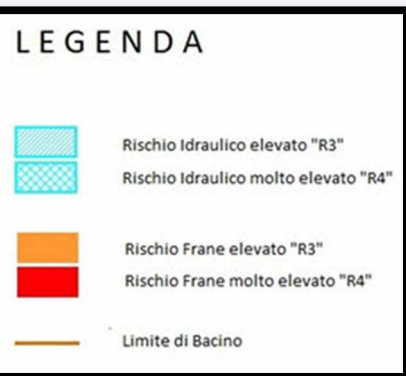 LEGENDA
Rischio Idraulico elevato "R3"
Rischio Idraulico molto elevato "R4"
Rischio Frane elevato "R3"
Rischio Frane molto elevato "R4"
Limite di Bacino